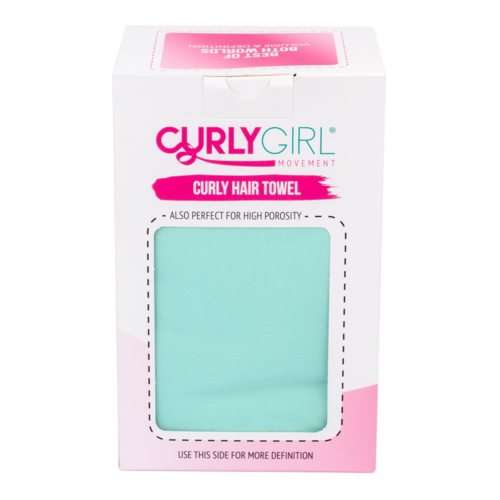 BEST OF
BOTH WORLDS
VOLUME & DEFINITION
CURLYGIRL®
MOVEMENT
CURLY HAIR TOWEL
ALSO PERFECT FOR HIGH POROSITY
USE THIS SIDE FOR MORE DEFINITION